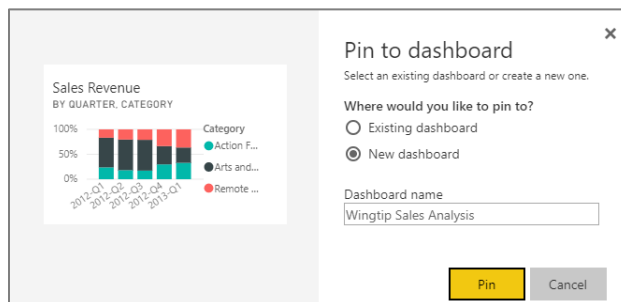 Sales Revenue
BY QUARTER, CATEGORY
100%
50%
0%
2012-Q1
2012-Q2
2012-Q3
2012-Q4
2013-Q1
Category
Action F...
Arts and...
Remote ...
×
Pin to dashboard
Select an existing dashboard or create a new one.
Where would you like to pin to?
Existing dashboard
New dashboard
Dashboard name
Wingtip Sales Analysis
Pin
Cancel